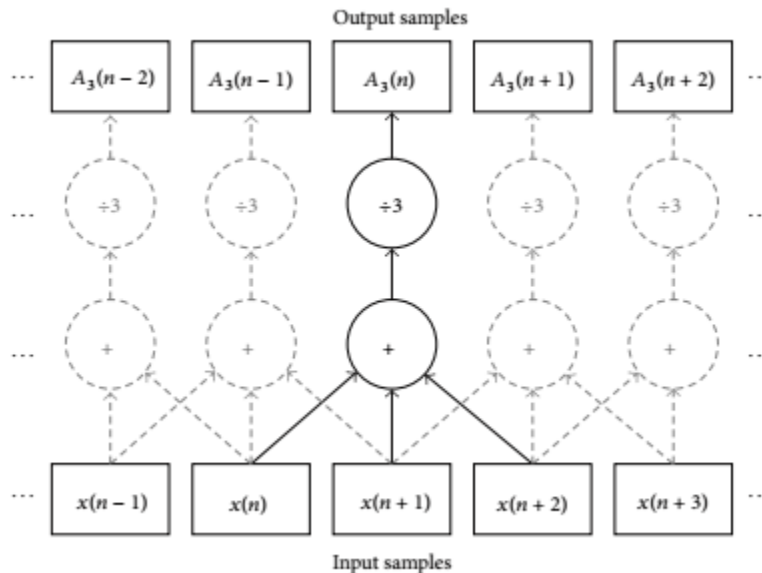 Output samples
... A₃(n − 2) A₃(n − 1) A₃(n) A₃(n + 1) A₃(n + 2) ...
... ÷3 ÷3 ÷3 ÷3 ÷3 ...
... + + + + + ...
... x(n − 1) x(n) x(n + 1) x(n + 2) x(n + 3) ...
Input samples